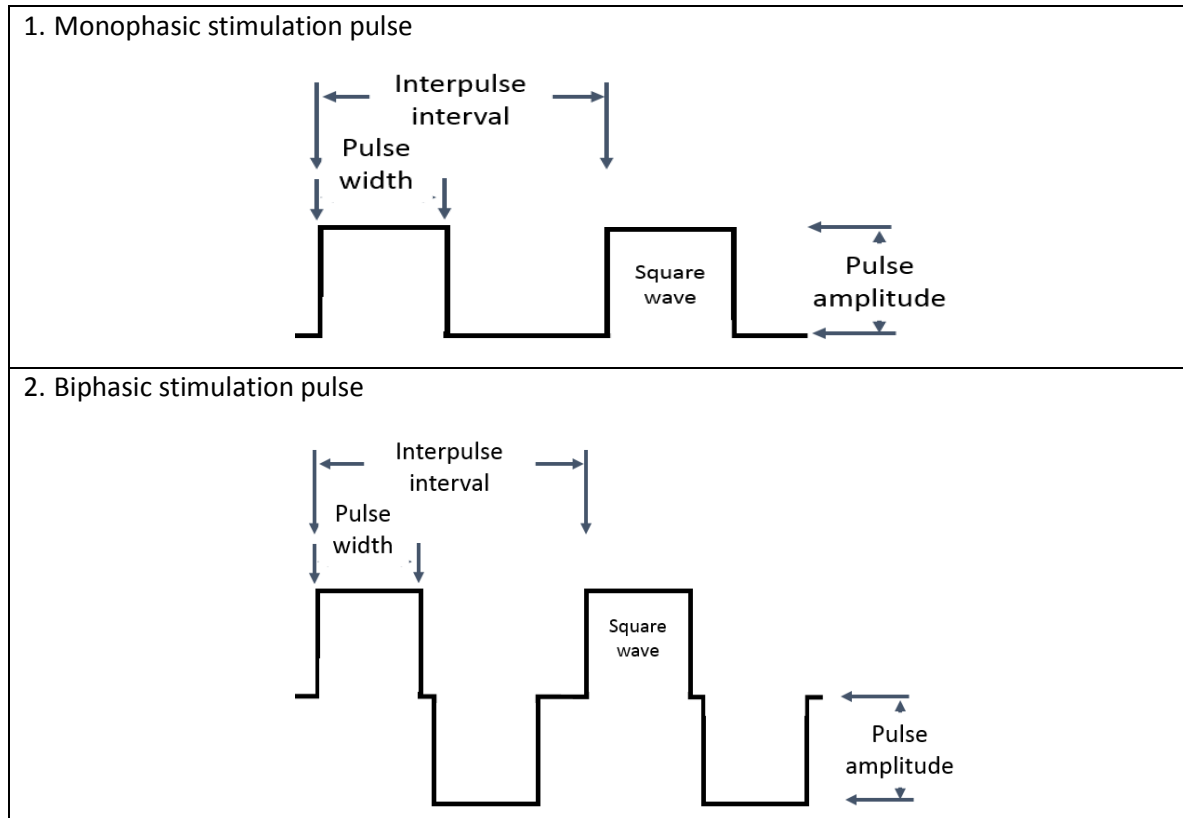 1. Monophasic stimulation pulse
Interpulse
interval
Pulse
width
Square
wave
Pulse
amplitude
2. Biphasic stimulation pulse
Interpulse
interval
Pulse
width
Square
wave
Pulse
amplitude